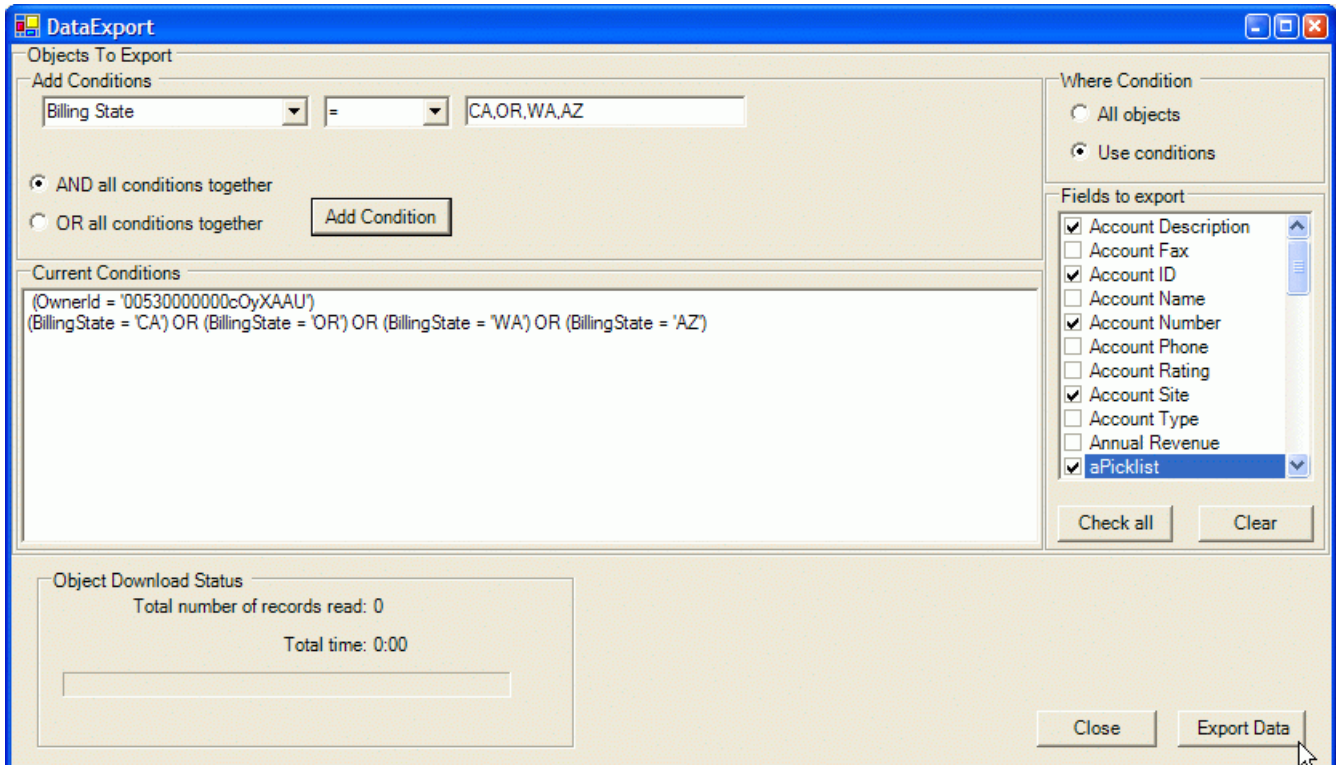 DataExport
Objects To Export
Add Conditions
Billing State
=
CA,OR,WA,AZ
AND all conditions together
OR all conditions together
Add Condition
Current Conditions
(OwnerId = '00530000000cOyXAAU')
(BillingState = 'CA') OR (BillingState = 'OR') OR (BillingState = 'WA') OR (BillingState = 'AZ')
Where Condition
All objects
Use conditions
Fields to export
Account Description
Account Fax
Account ID
Account Name
Account Number
Account Phone
Account Rating
Account Site
Account Type
Annual Revenue
aPicklist
Check all
Clear
Object Download Status
Total number of records read: 0
Total time: 0:00
Close
Export Data